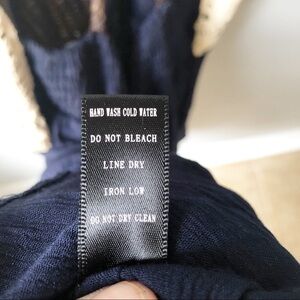 HAND WASH COLD WATER
DO NOT BLEACH
LINE DRY
IRON LOW
DO NOT DRY CLEAN